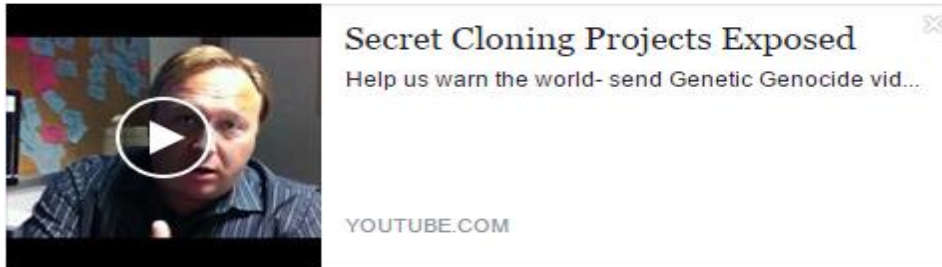 Secret Cloning Projects Exposed
Help us warn the world- send Genetic Genocide vid...
YOUTUBE.COM